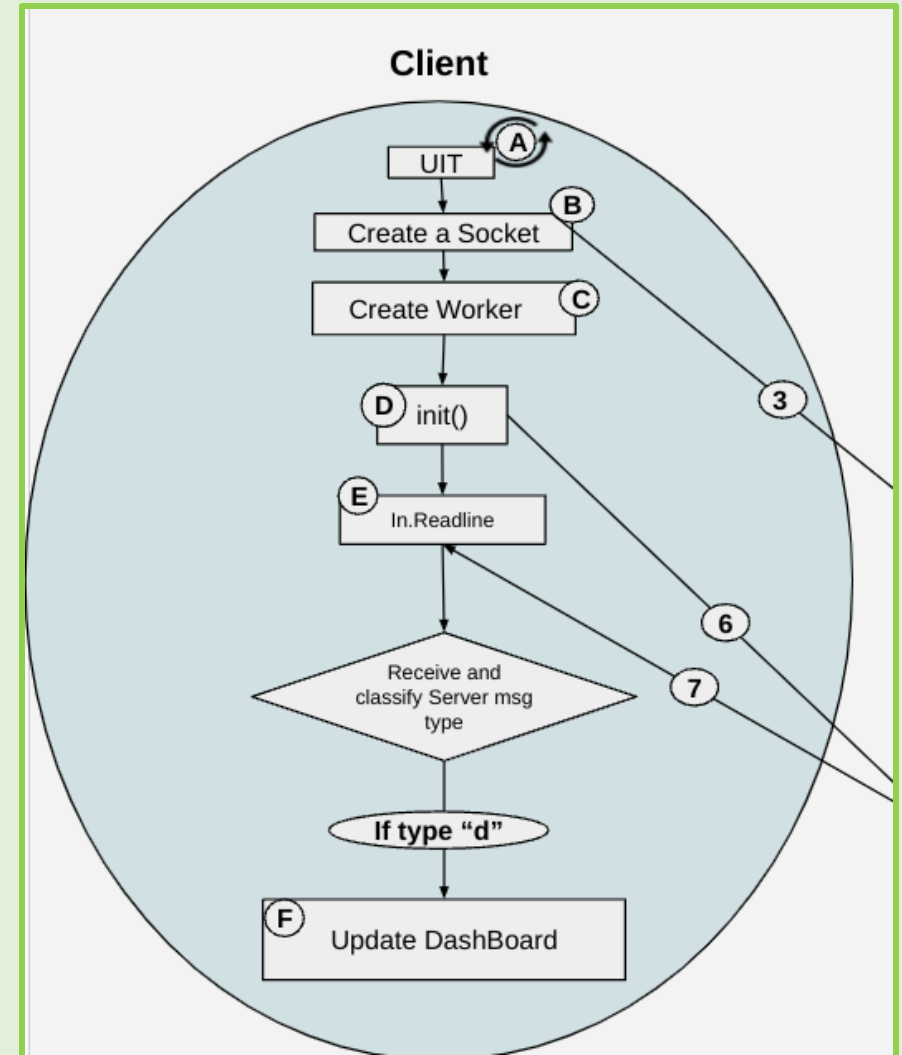 Client
A
UIT
B
Create a Socket
C
Create Worker
3
D
init()
E
In.Readline
6
Receive and
classify Server msg
type
7
If type “d”
F
Update DashBoard